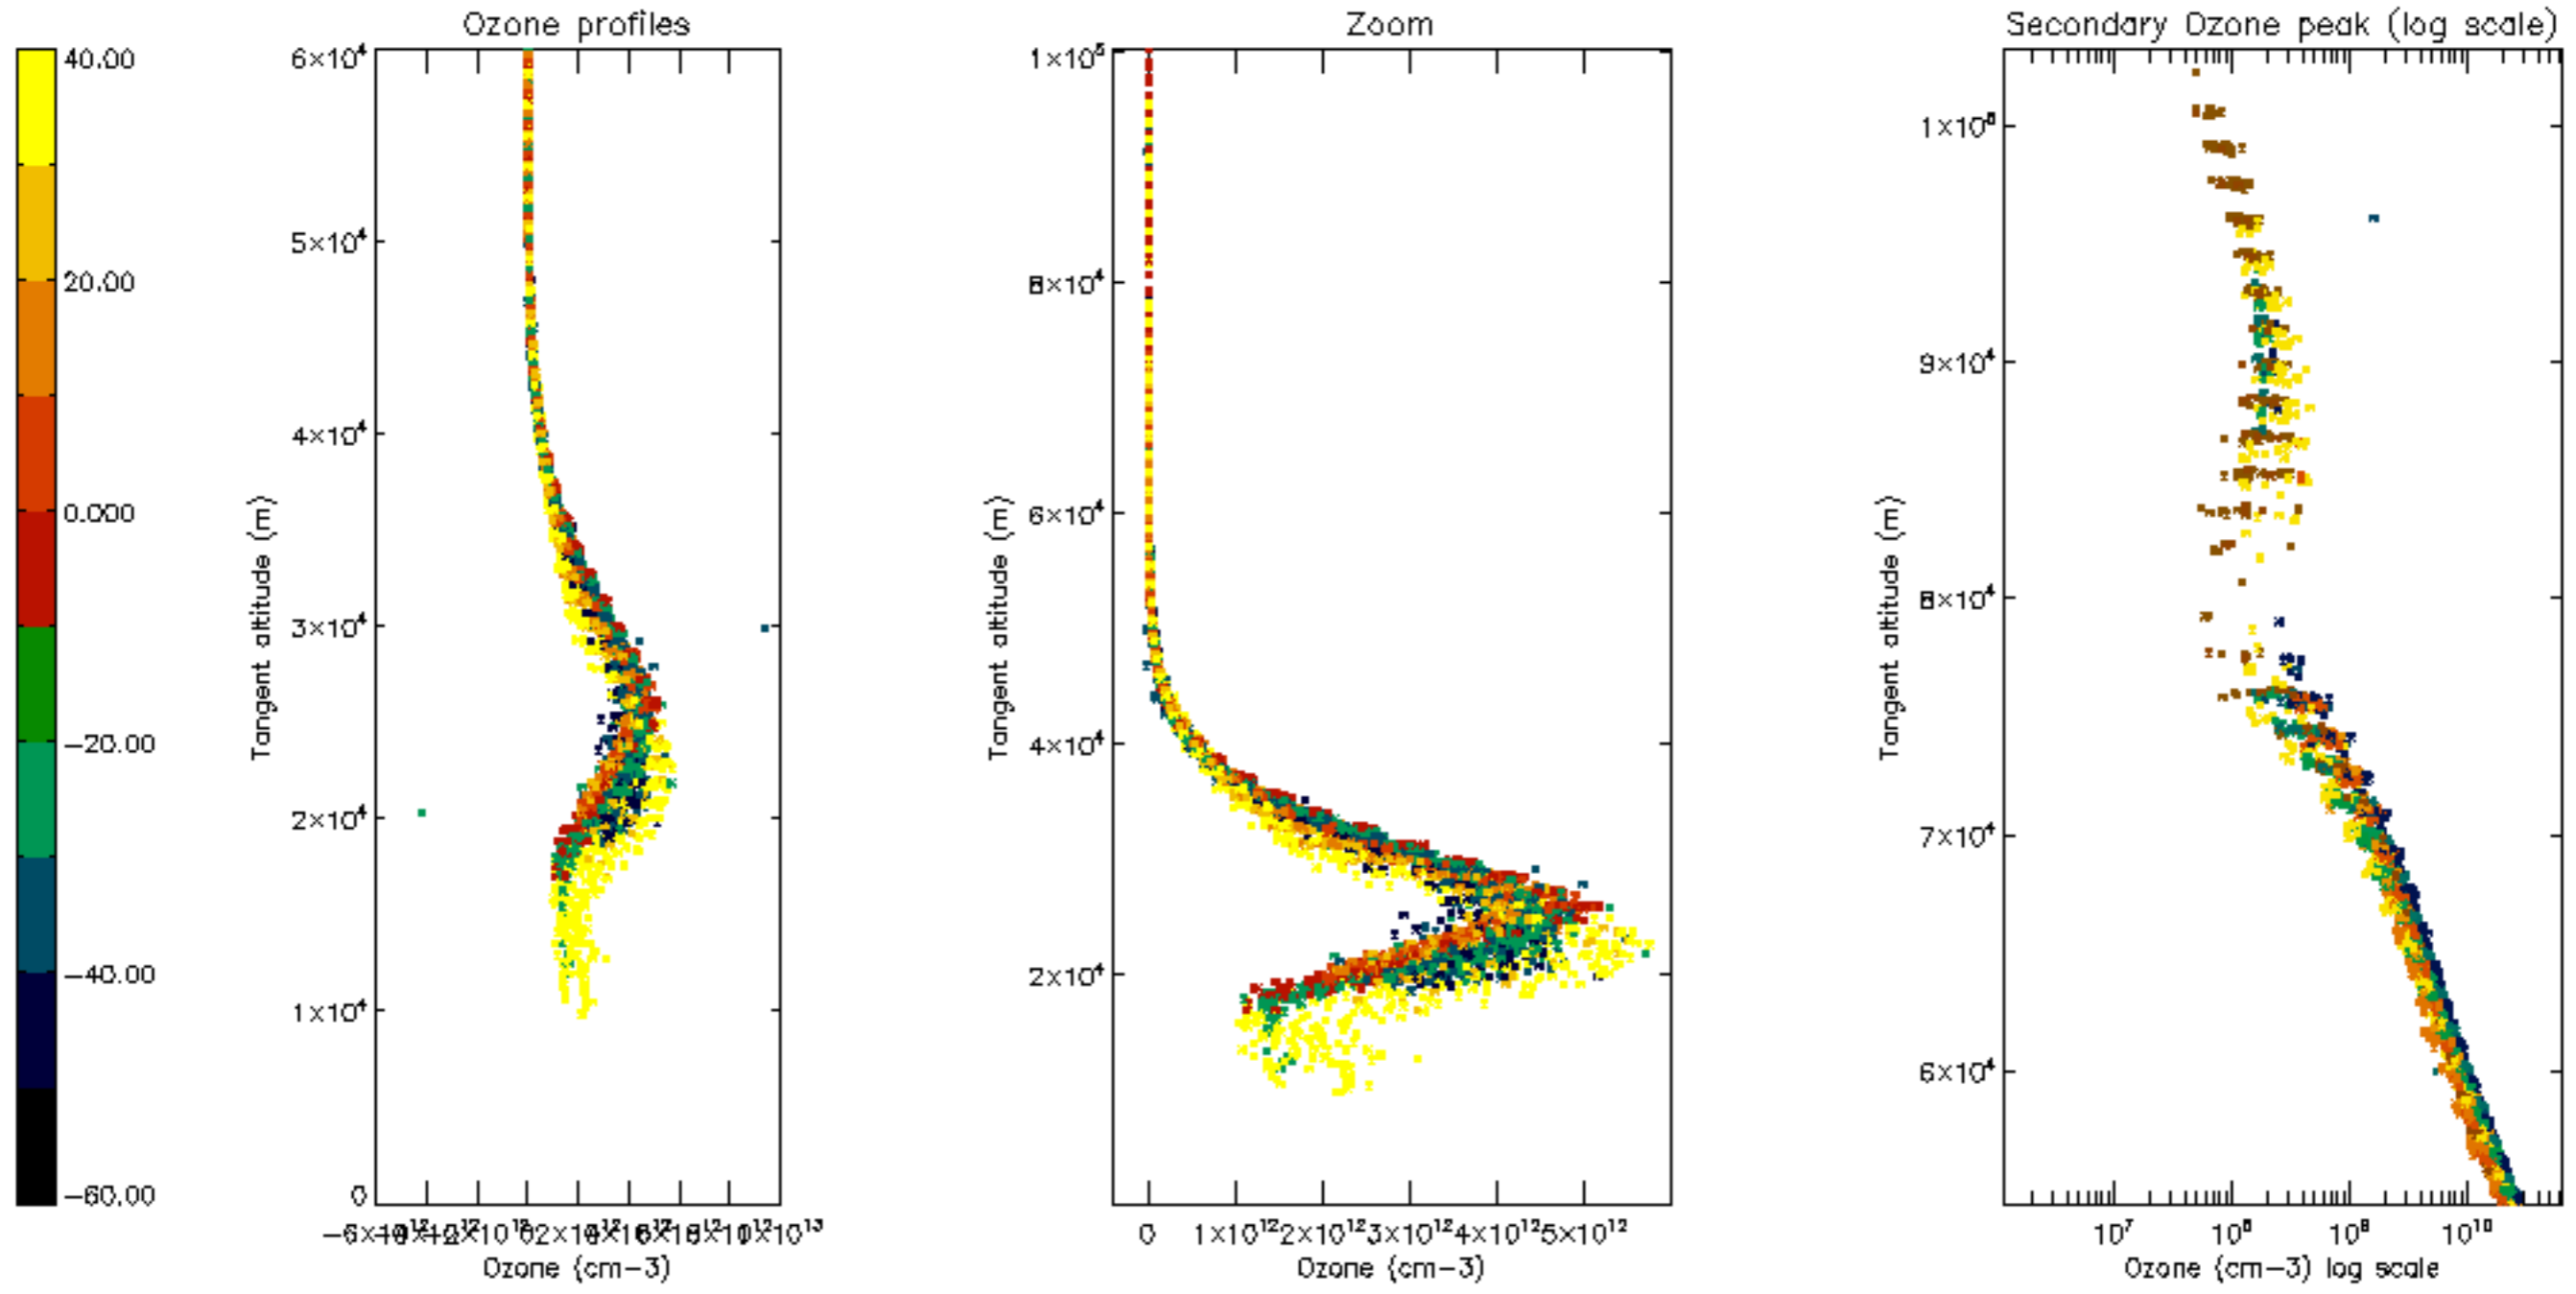 Ozone profiles
Zoom
Secondary Ozone peak (log scale)
40.00
20.00
0.000
−20.00
−40.00
−60.00
6×10⁴
5×10⁴
4×10⁴
3×10⁴
2×10⁴
1×10⁴
0
Tangent altitude (m)
Ozone (cm−3)
1×10⁵
8×10⁴
6×10⁴
4×10⁴
2×10⁴
Tangent altitude (m)
0 1×10¹² 2×10¹² 3×10¹² 4×10¹² 5×10¹²
Ozone (cm−3)
1×10⁵
9×10⁴
8×10⁴
7×10⁴
6×10⁴
Tangent altitude (m)
10⁷ 10⁸ 10⁹ 10¹⁰
Ozone (cm−3) log scale